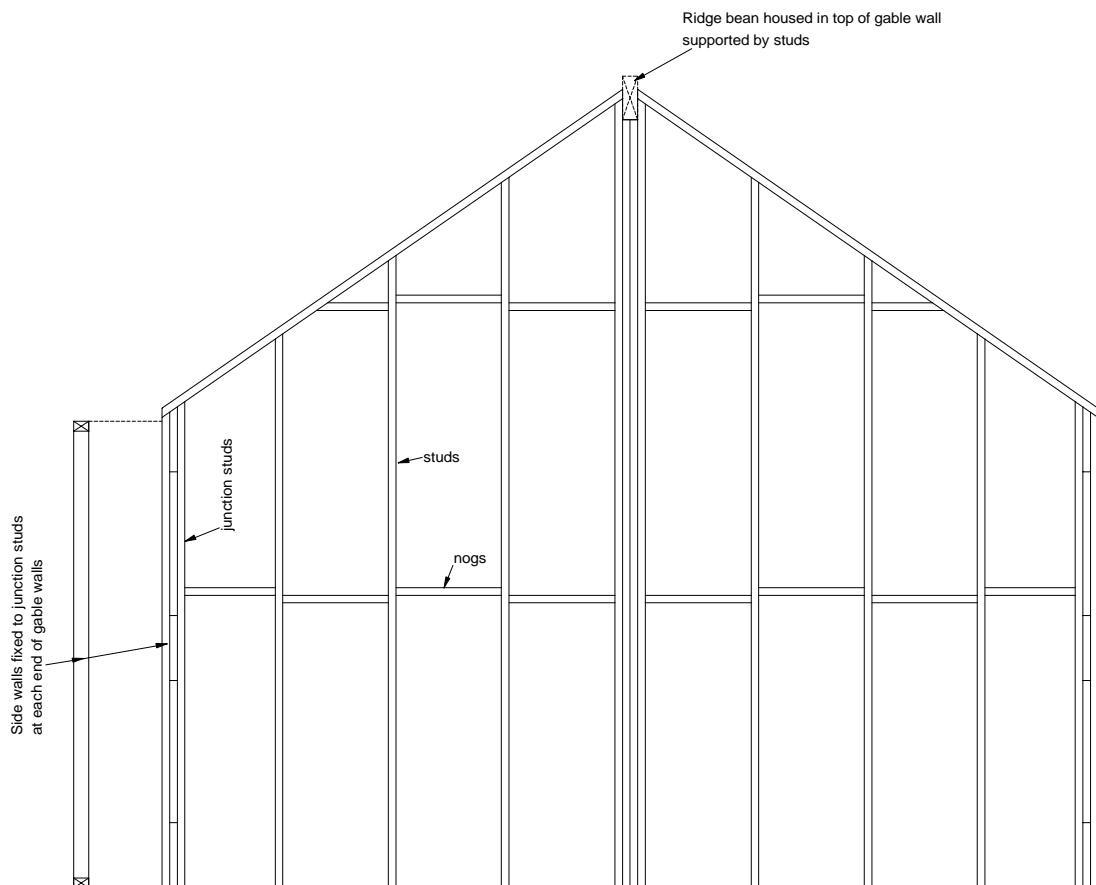 Ridge bean housed in top of gable wall
supported by studs
studs
junction studs
nogs
Side walls fixed to junction studs
at each end of gable walls